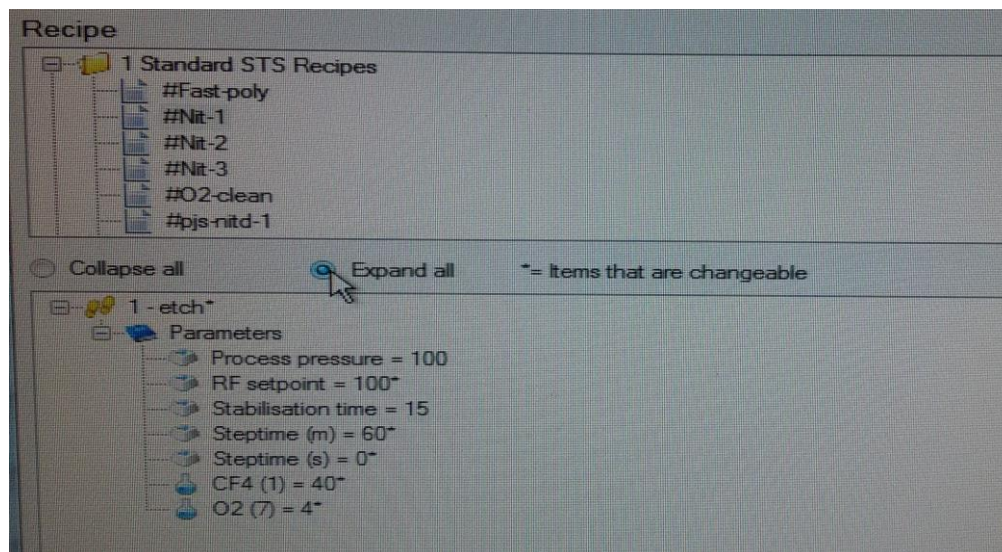 Recipe
1 Standard STS Recipes
#Fast-poly
#Nit-1
#Nit-2
#Nit-3
#O2-clean
#pjs-nitd-1
Collapse all Expand all *= Items that are changeable
1 - etch*
Parameters
Process pressure = 100
RF setpoint = 100*
Stabilisation time = 15
Steptime (m) = 60*
Steptime (s) = 0*
CF4 (1) = 40*
O2 (7) = 4*